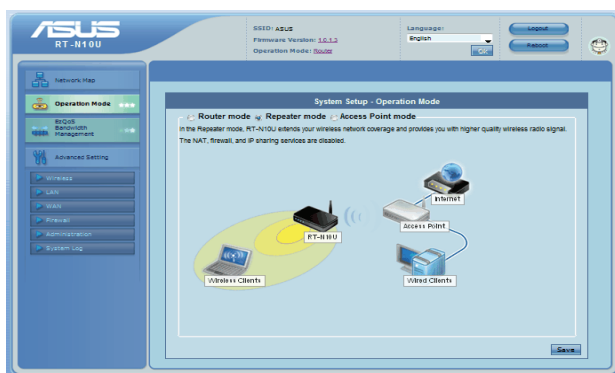 ASUS
RT-N10U
SSID: ASUS
Firmware Version: 1.0.1.3
Operation Mode: Router
Language:
English
Logout
Reboot
Network Map
Operation Mode
EzQoS
Bandwidth
Management
Advanced Setting
Wireless
LAN
WAN
Firewall
Administration
System Log
System Setup - Operation Mode
Router mode Repeater mode Access Point mode
In the Repeater mode, RT-N10U extends your wireless network coverage and provides you with higher quality wireless radio signal.
The NAT, firewall, and IP sharing services are disabled.
Internet
Access Point
RT-N10U
Wireless Clients
Wired Clients
Save